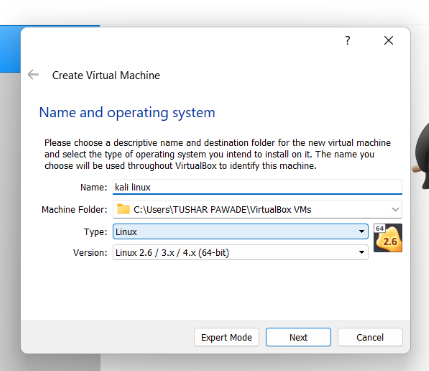 ?
Create Virtual Machine
Name and operating system
Please choose a descriptive name and destination folder for the new virtual machine
and select the type of operating system you intend to install on it. The name you
choose will be used throughout VirtualBox to identify this machine.
Name: kali linux
Machine Folder: C:\Users\TUSHAR PAWADE\VirtualBox VMs
Type: Linux
64
2.6
Version: Linux 2.6 / 3.x / 4.x (64-bit)
Expert Mode Next Cancel